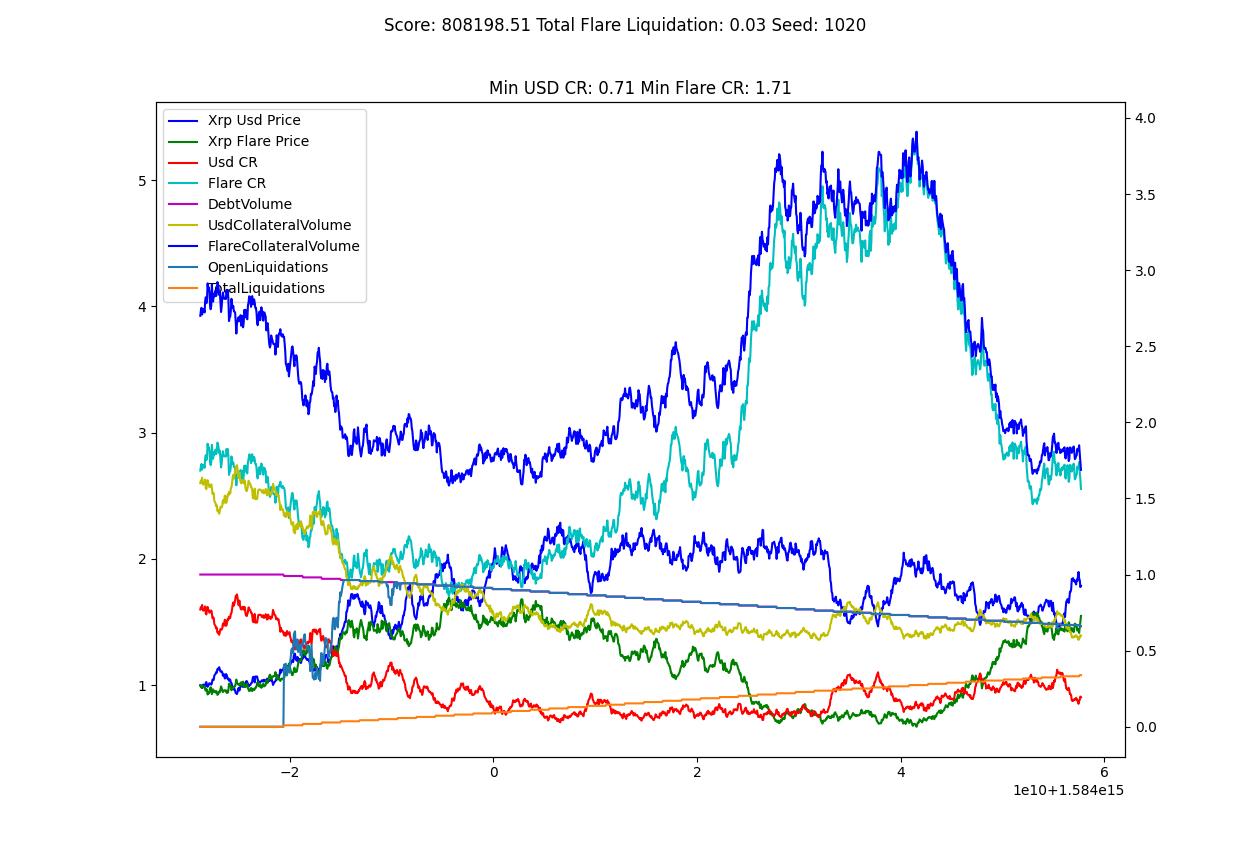 Score: 808198.51 Total Flare Liquidation: 0.03 Seed: 1020
Min USD CR: 0.71 Min Flare CR: 1.71
Xrp Usd Price
Xrp Flare Price
Usd CR
Flare CR
DebtVolume
UsdCollateralVolume
FlareCollateralVolume
OpenLiquidations
TotalLiquidations
5
4
3
2
1
4.0
3.5
3.0
2.5
2.0
1.5
1.0
0.5
0.0
−2 0 2 4 6
1e10+1.584e15